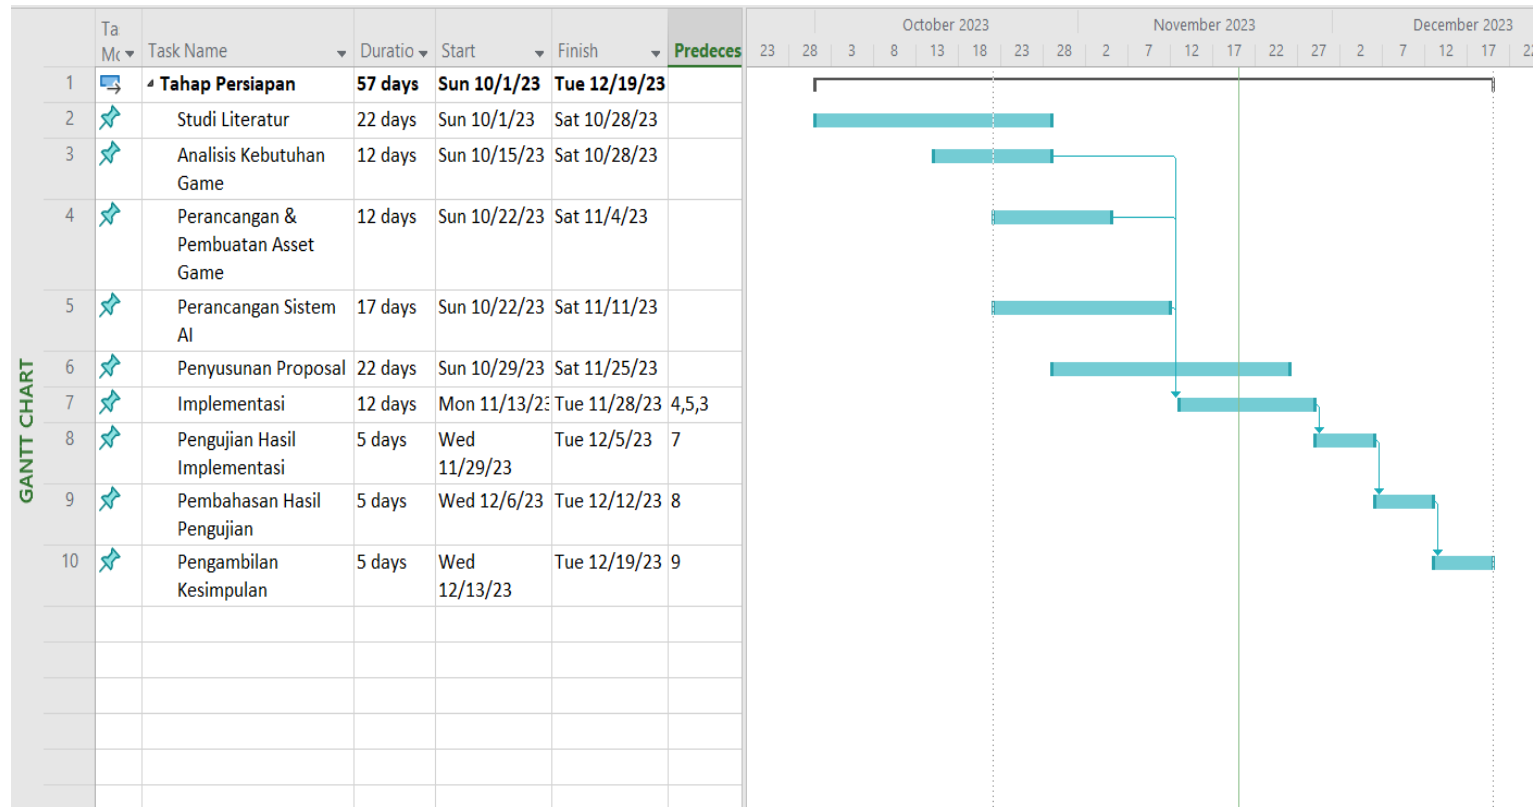 Ta
Mc
Task Name
Duratio
Start
Finish
Predeces
October 2023
November 2023
December 2023
23 28 3 8 13 18 23 28 2 7 12 17 22 27 2 7 12 17 22
1 Tahap Persiapan 57 days Sun 10/1/23 Tue 12/19/23
2 Studi Literatur 22 days Sun 10/1/23 Sat 10/28/23
3 Analisis Kebutuhan 12 days Sun 10/15/23 Sat 10/28/23
Game
4 Perancangan & 12 days Sun 10/22/23 Sat 11/4/23
Pembuatan Asset
Game
5 Perancangan Sistem 17 days Sun 10/22/23 Sat 11/11/23
AI
6 Penyusunan Proposal 22 days Sun 10/29/23 Sat 11/25/23
7 Implementasi 12 days Mon 11/13/23 Tue 11/28/23 4,5,3
8 Pengujian Hasil 5 days Wed Tue 12/5/23 7
Implementasi 11/29/23
9 Pembahasan Hasil 5 days Wed 12/6/23 Tue 12/12/23 8
Pengujian
10 Pengambilan 5 days Wed Tue 12/19/23 9
Kesimpulan 12/13/23
GANTT CHART